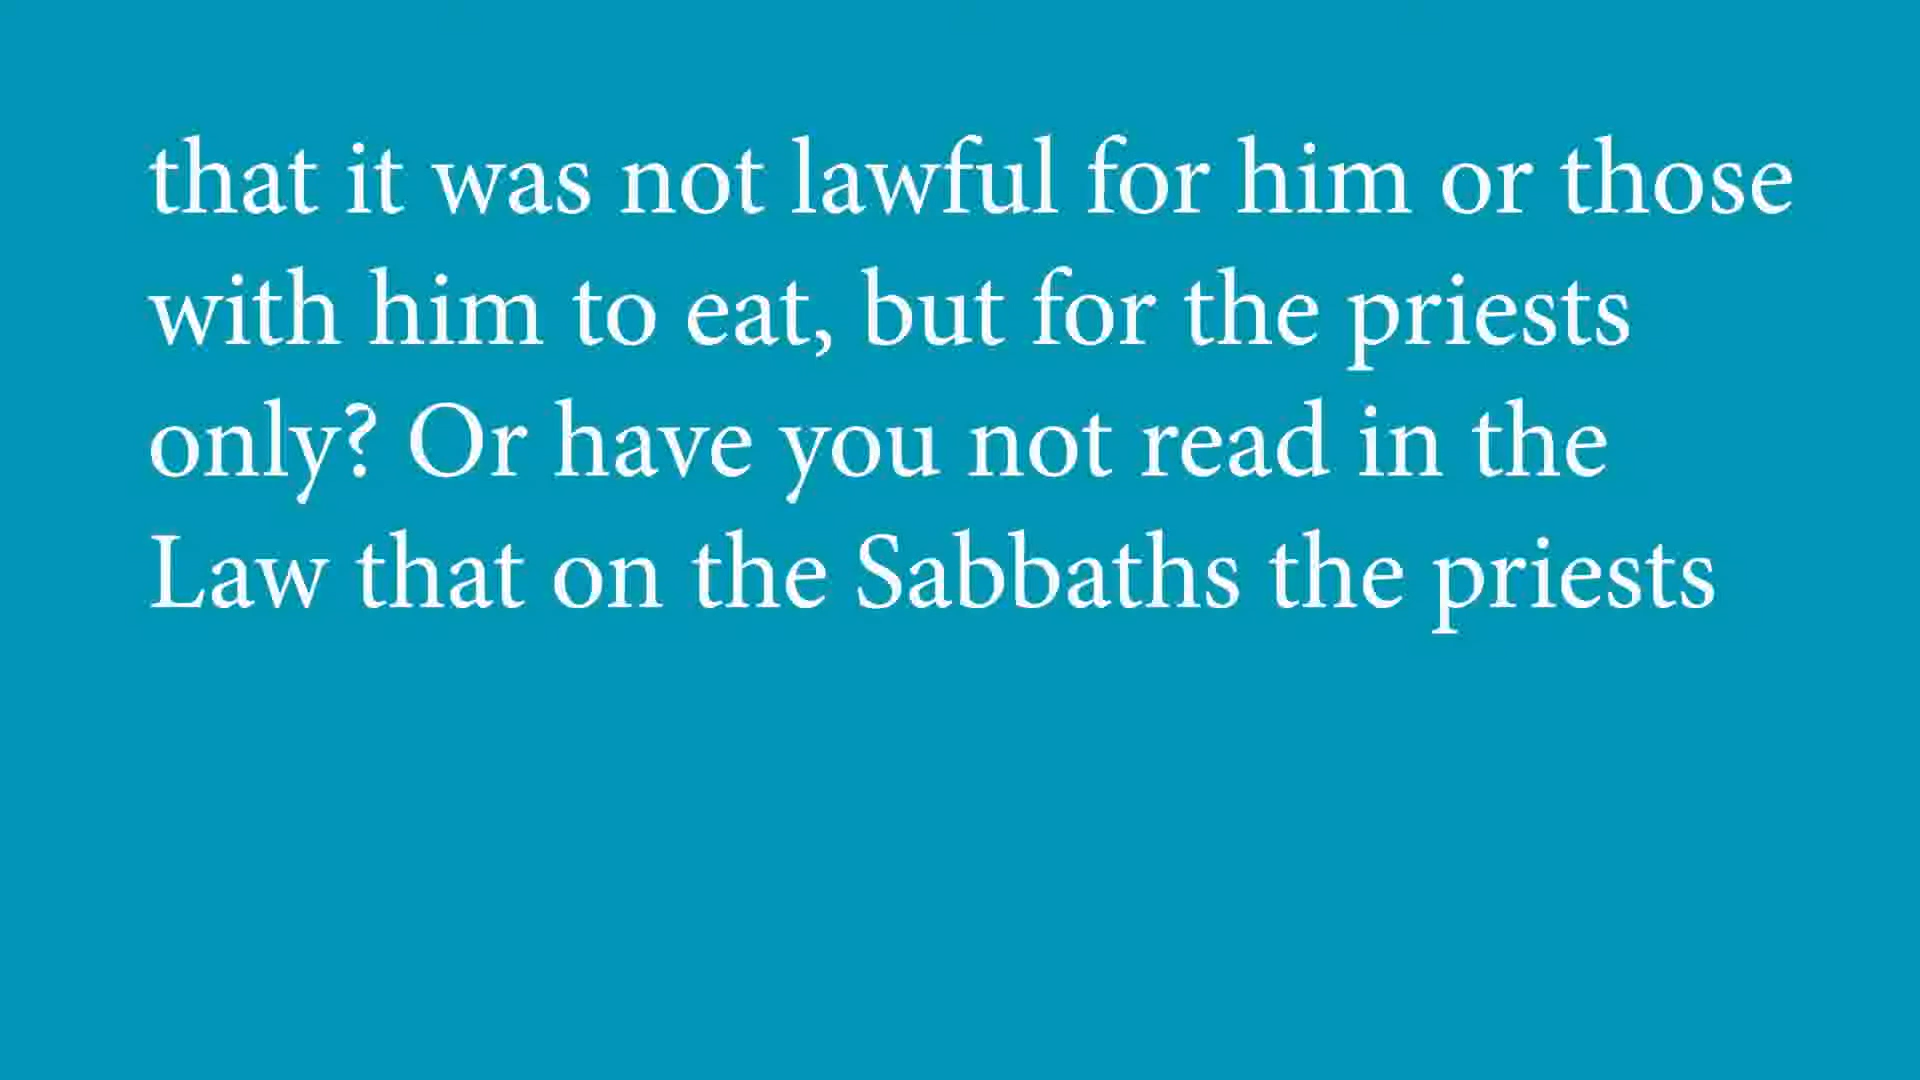 that it was not lawful for him or those
with him to eat, but for the priests
only? Or have you not read in the
Law that on the Sabbaths the priests